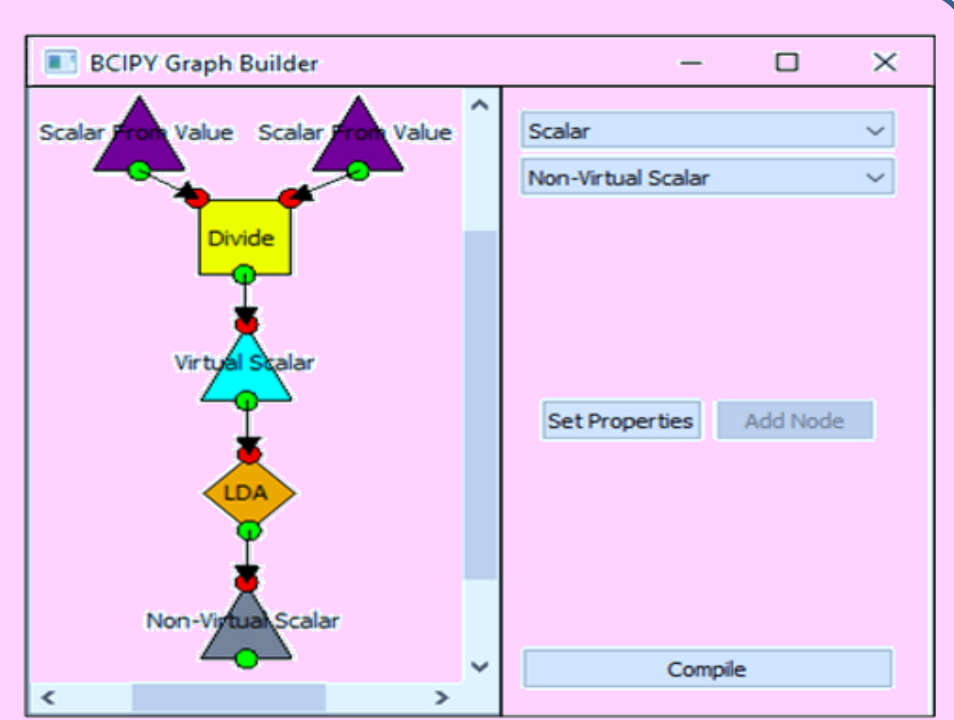 BCIPY Graph Builder
Scalar From Value
Scalar From Value
Divide
Virtual Scalar
LDA
Non-Virtual Scalar
Scalar
Non-Virtual Scalar
Set Properties
Add Node
Compile